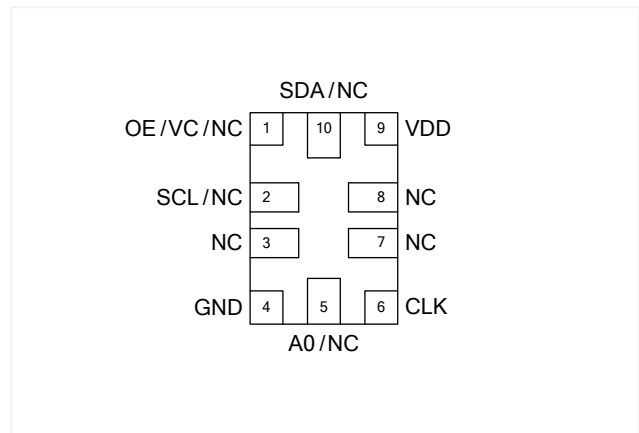 SDA/NC
OE/VC/NC 1 10 9 VDD
SCL/NC 2 8 NC
NC 3 7 NC
GND 4 5 6 CLK
A0/NC